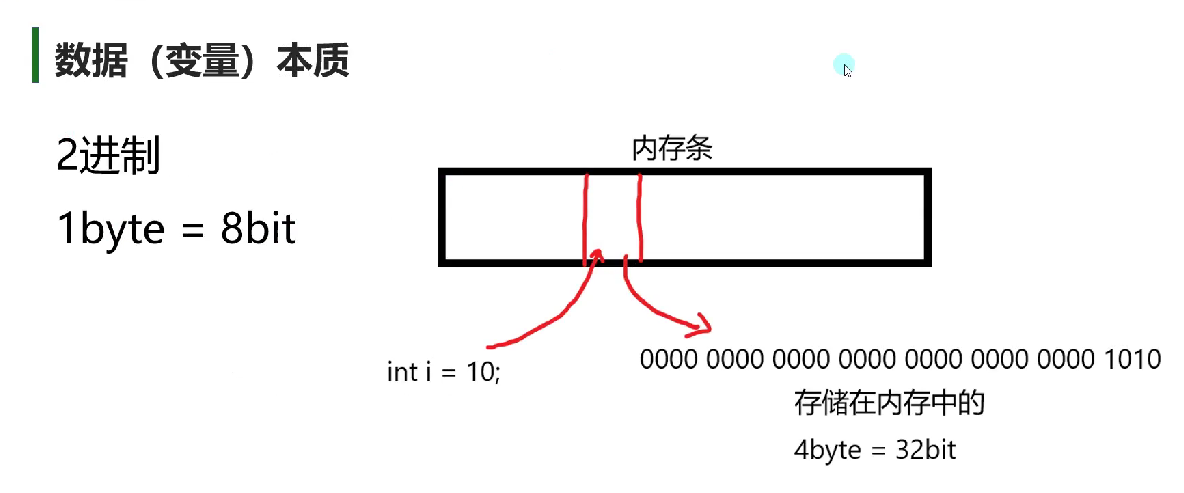 数据（变量）本质
2进制
1byte = 8bit
内存条
int i = 10;
0000 0000 0000 0000 0000 0000 0000 1010
存储在内存中的
4byte = 32bit